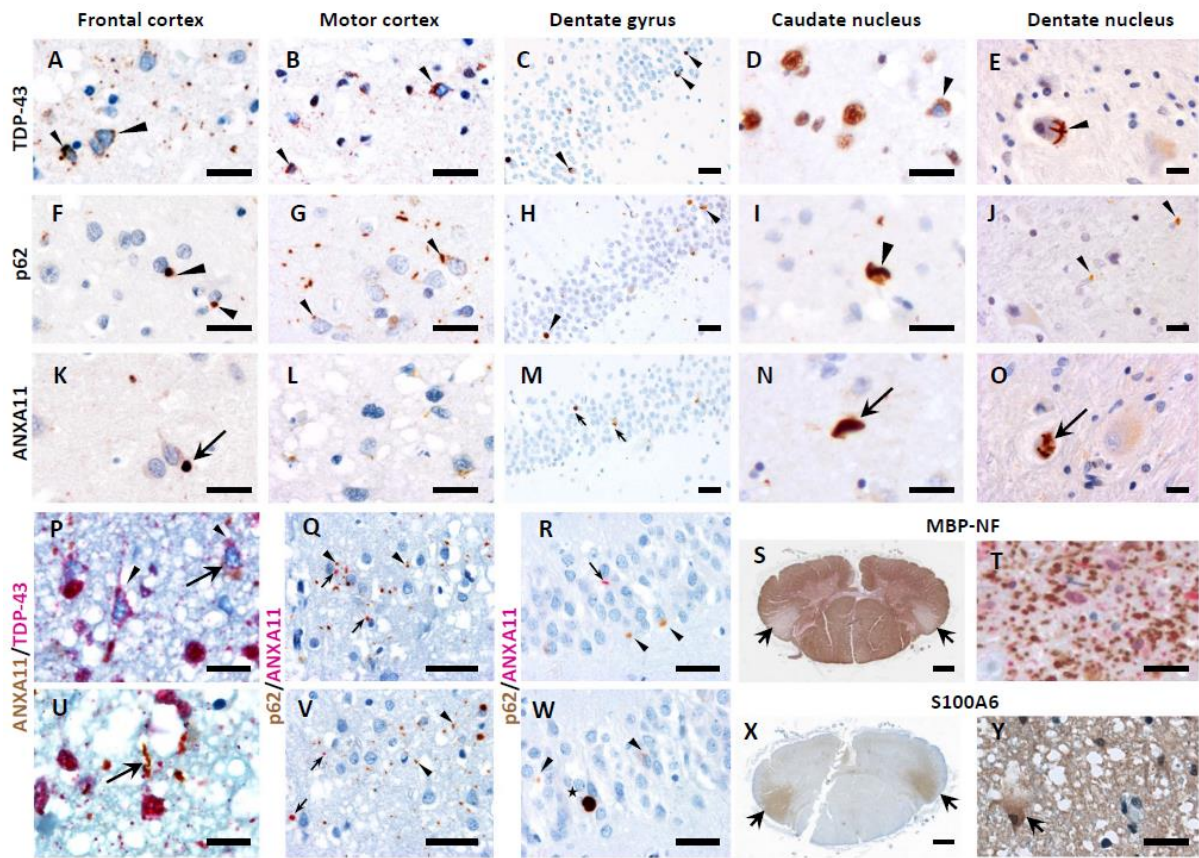 Frontal cortex Motor cortex Dentate gyrus Caudate nucleus Dentate nucleus
TDP-43 A B C D E
p62 F G H I J
ANXA11 K L M N O
MBP-NF
ANXA11/TDP-43 P p62/ANXA11 Q p62/ANXA11 R S T
S100A6
U V W X Y